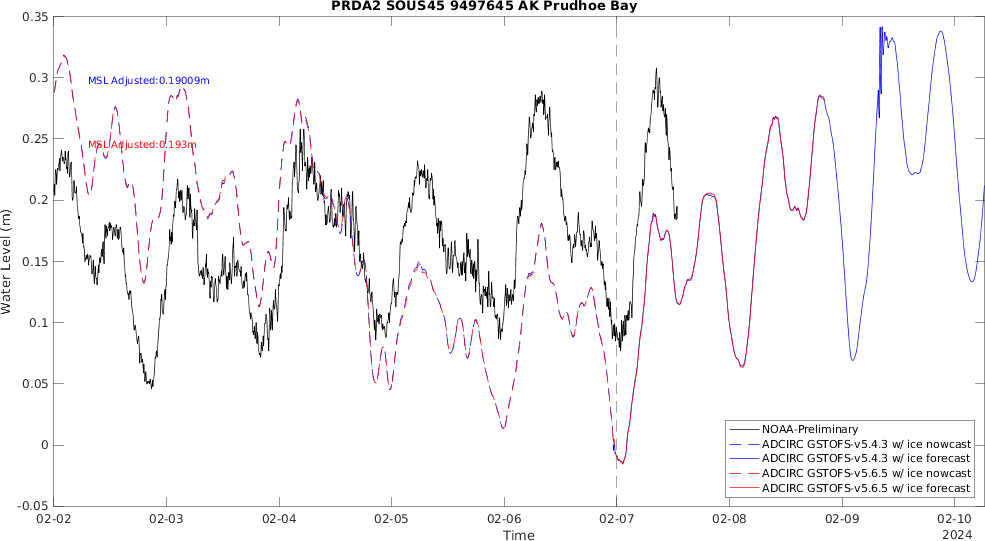 PRDA2 SOUS45 9497645 AK Prudhoe Bay
0.35
0.3
0.25
0.2
0.15
0.1
0.05
0
-0.05
Water Level (m)
MSL Adjusted:0.19009m
MSL Adjusted:0.193m
NOAA-Preliminary
ADCIRC GSTOFS-v5.4.3 w/ ice nowcast
ADCIRC GSTOFS-v5.4.3 w/ ice forecast
ADCIRC GSTOFS-v5.6.5 w/ ice nowcast
ADCIRC GSTOFS-v5.6.5 w/ ice forecast
02-02 02-03 02-04 02-05 02-06 02-07 02-08 02-09 02-10
Time
2024